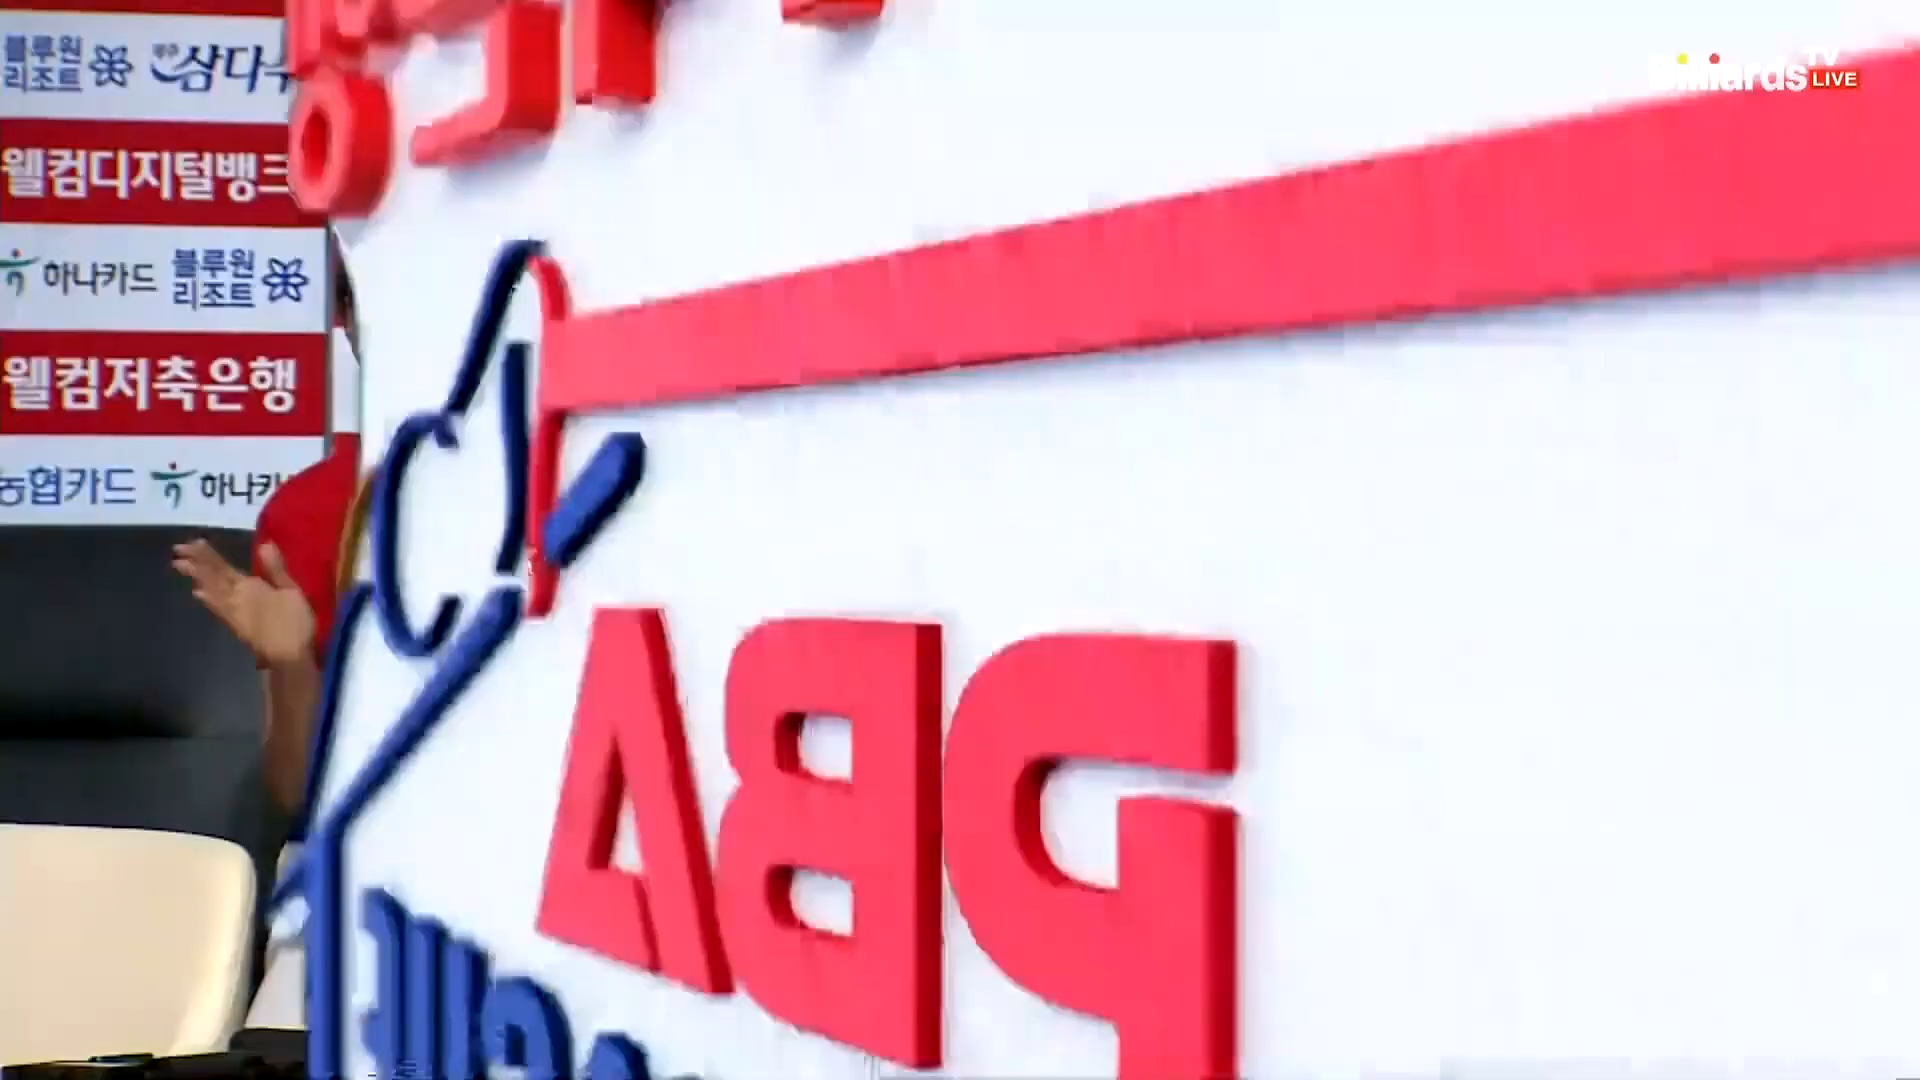 블루원
리조트
제주 삼다수
Billiards TV
LIVE
웰컴디지털뱅크
하나카드
블루원
리조트
웰컴저축은행
농협카드
하나카
PBA